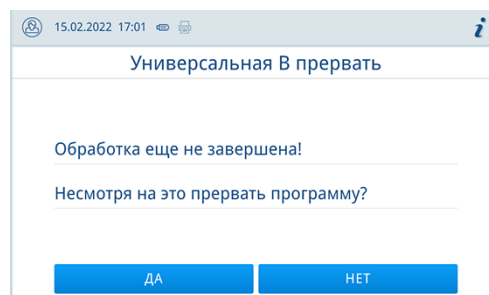 15.02.2022 17:01
Универсальная В прервать
Обработка еще не завершена!
Несмотря на это прервать программу?
ДА
НЕТ